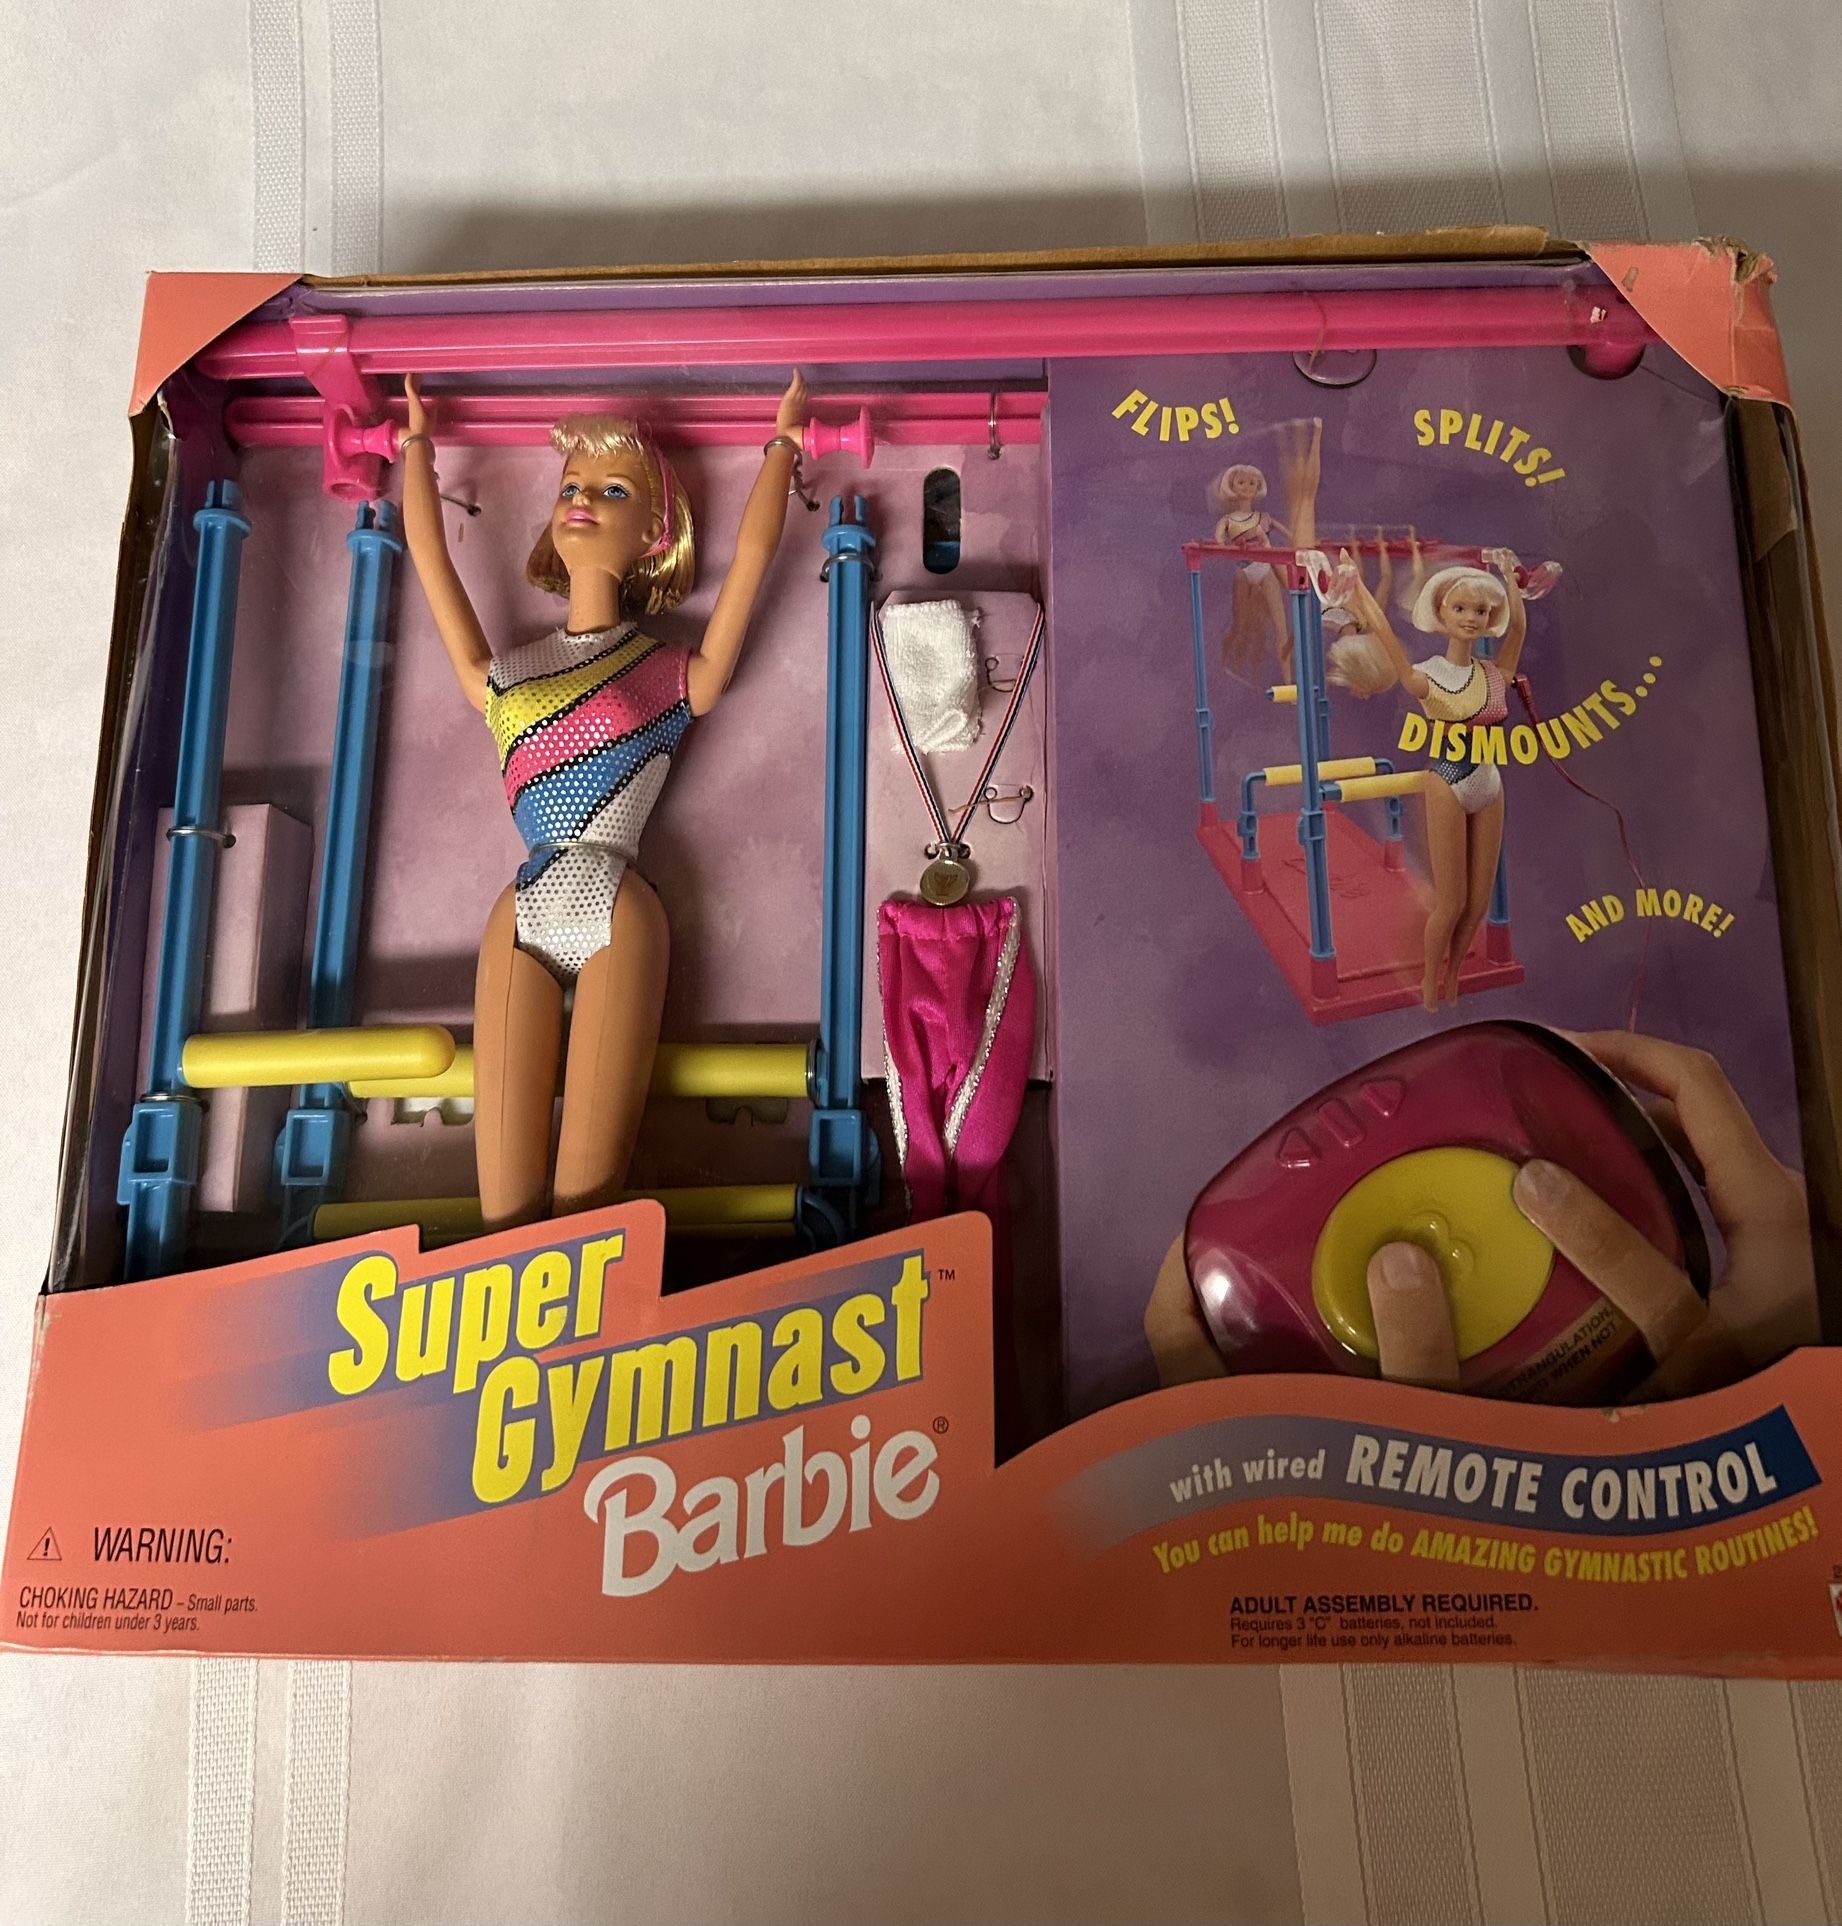 FLIPS!
SPLITS!
DISMOUNTS...
AND MORE!
Super
Gymnast™
Barbie®
with wired REMOTE CONTROL
You can help me do AMAZING GYMNASTIC ROUTINES!
⚠ WARNING:
CHOKING HAZARD – Small parts.
Not for children under 3 years.
ADULT ASSEMBLY REQUIRED.
Requires 3 "C" batteries, not included.
For longer life use only alkaline batteries.
WHEN NOT